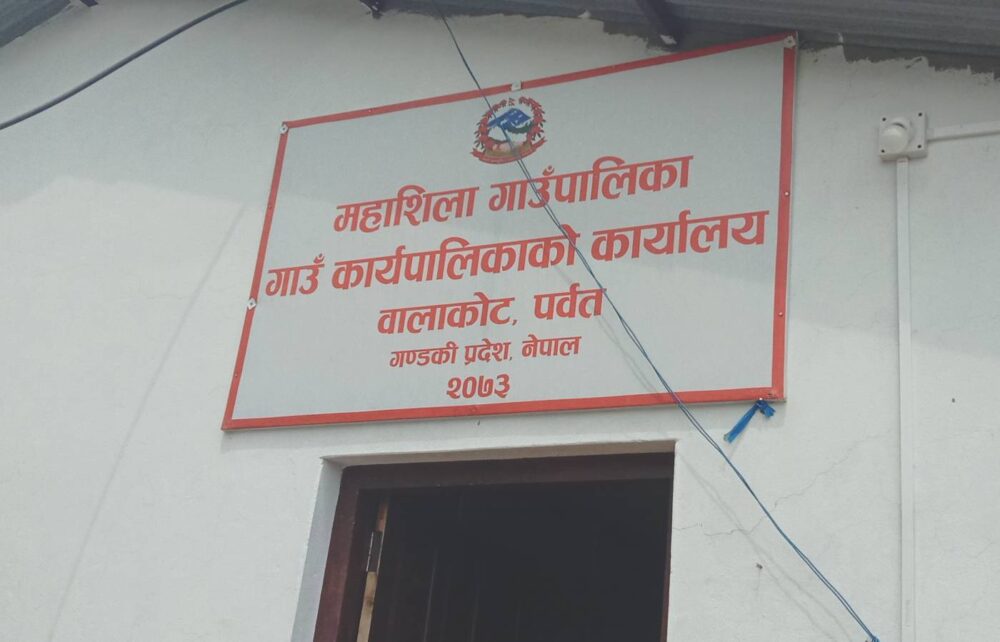 महाशिला गाउँपालिका
गाउँ कार्यपालिकाको कार्यालय
वालाकोट, पर्वत
गण्डकी प्रदेश, नेपाल
२०७३